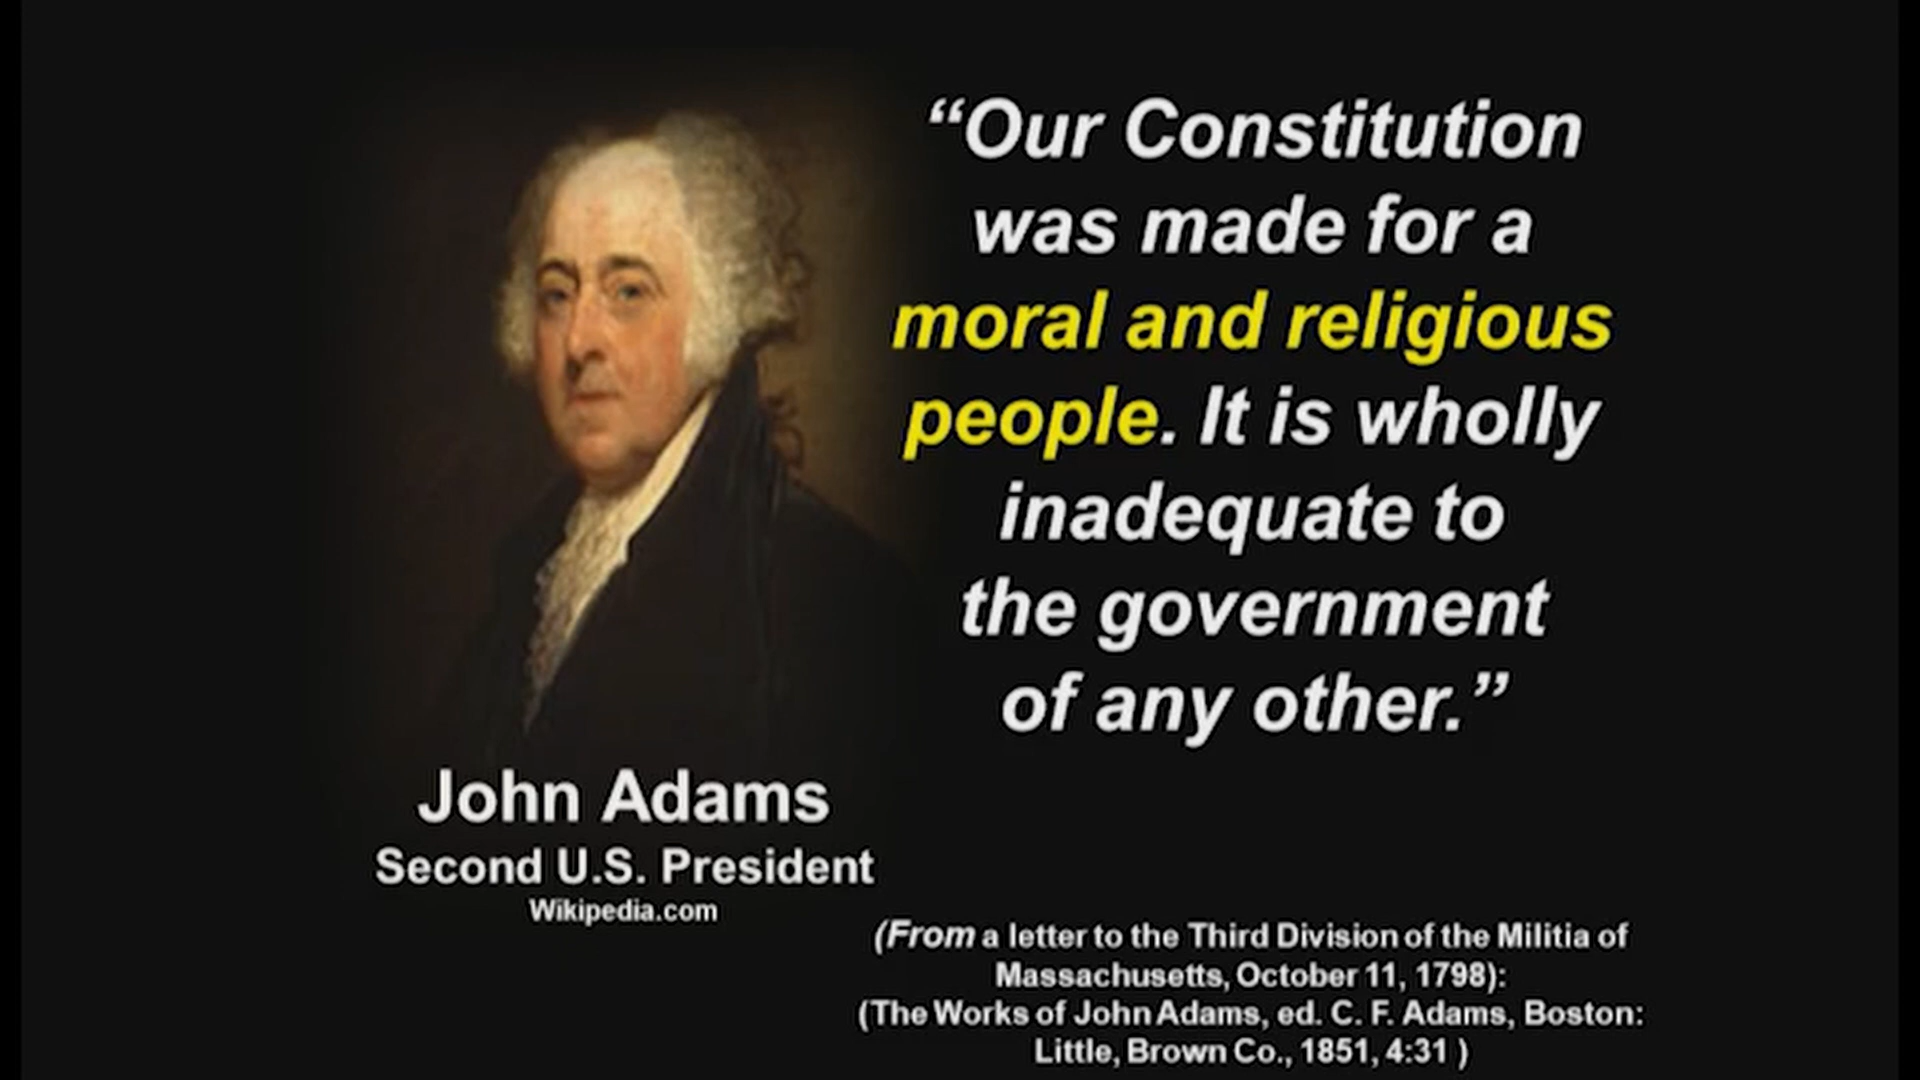 “Our Constitution
was made for a
moral and religious
people. It is wholly
inadequate to
the government
of any other.”
John Adams
Second U.S. President
Wikipedia.com
(From a letter to the Third Division of the Militia of
Massachusetts, October 11, 1798):
(The Works of John Adams, ed. C. F. Adams, Boston:
Little, Brown Co., 1851, 4:31 )